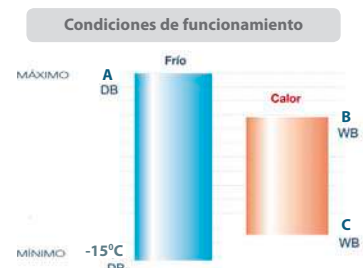 Condiciones de funcionamiento
Frío
MÁXIMO
A
DB
Calor
B
WB
C
WB
MÍNIMO
-15ºC
DB